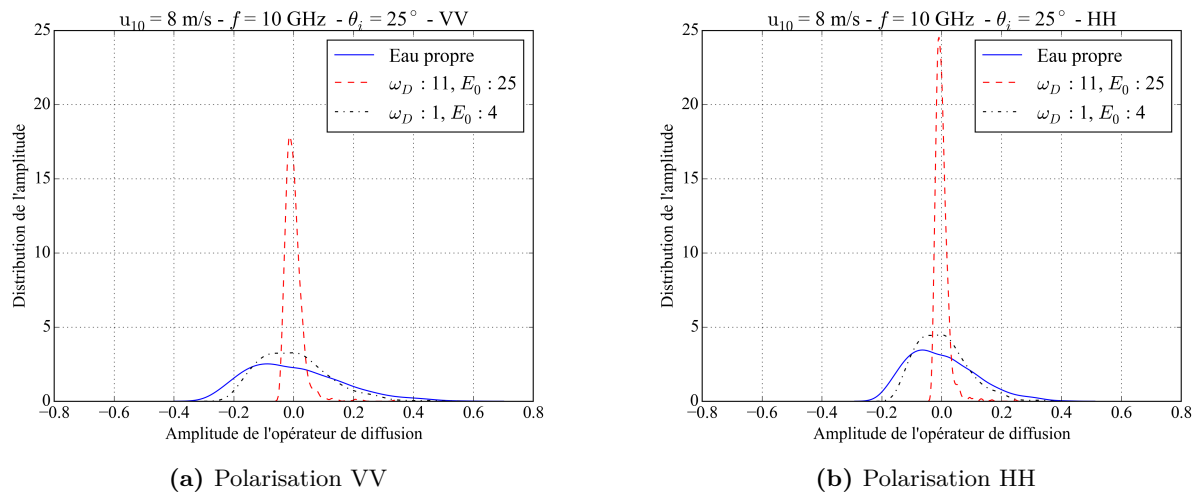 u₁₀ = 8 m/s - f = 10 GHz - θᵢ = 25° - VV
25
20
15
10
5
0
Distribution de l'amplitude
Eau propre
ω_D : 11, E₀ : 25
ω_D : 1, E₀ : 4
−0.8 −0.6 −0.4 −0.2 0.0 0.2 0.4 0.6 0.8
Amplitude de l'opérateur de diffusion
(a) Polarisation VV
u₁₀ = 8 m/s - f = 10 GHz - θᵢ = 25° - HH
25
20
15
10
5
0
Distribution de l'amplitude
Eau propre
ω_D : 11, E₀ : 25
ω_D : 1, E₀ : 4
−0.8 −0.6 −0.4 −0.2 0.0 0.2 0.4 0.6 0.8
Amplitude de l'opérateur de diffusion
(b) Polarisation HH